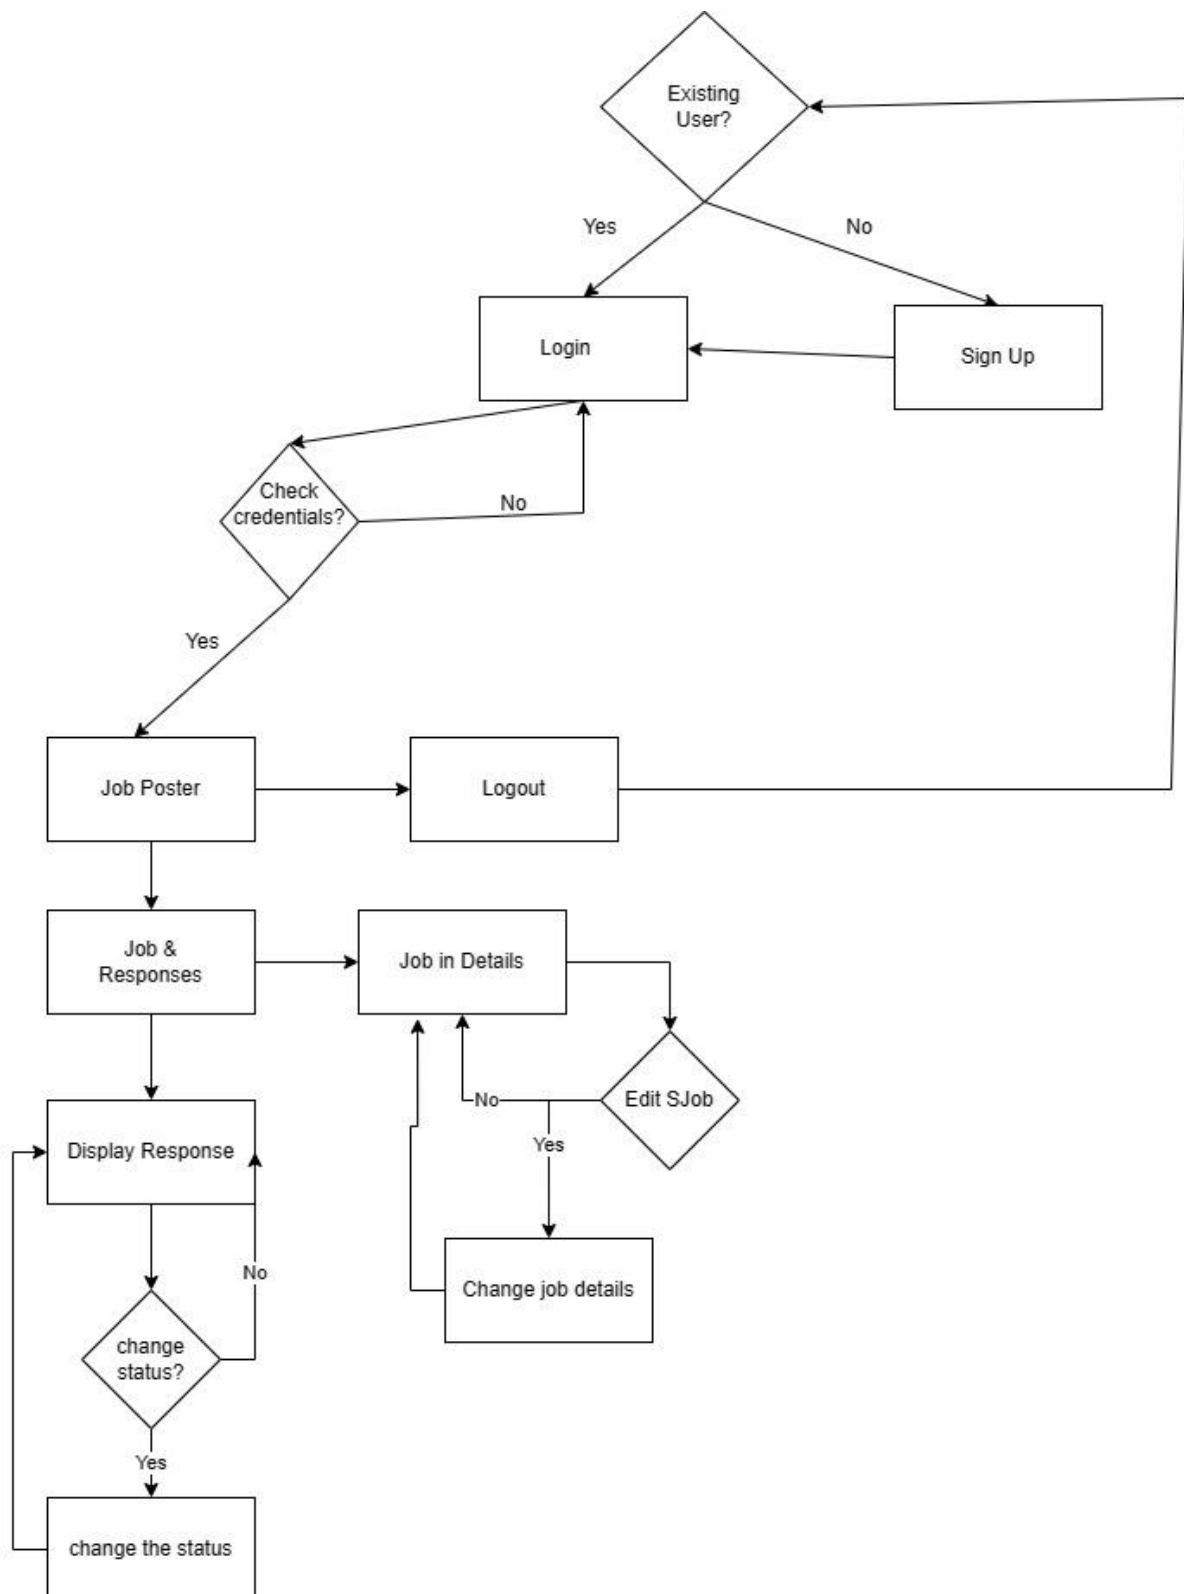 Existing
User?
Yes
No
Login
Sign Up
Check
credentials?
No
Yes
Job Poster
Logout
Job &
Responses
Job in Details
Edit SJob
No
Yes
Display Response
No
Change job details
change
status?
Yes
change the status